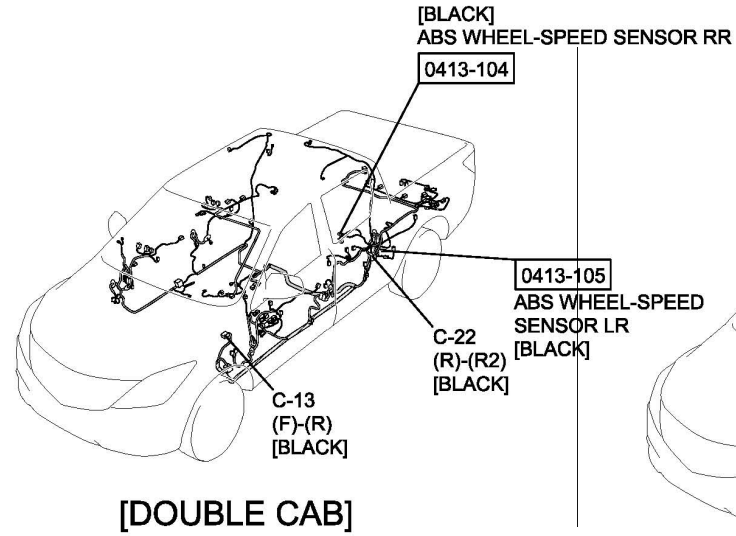 [BLACK]
ABS WHEEL-SPEED SENSOR RR
0413-104
0413-105
ABS WHEEL-SPEED
SENSOR LR
[BLACK]
C-22
(R)-(R2)
[BLACK]
C-13
(F)-(R)
[BLACK]
[DOUBLE CAB]